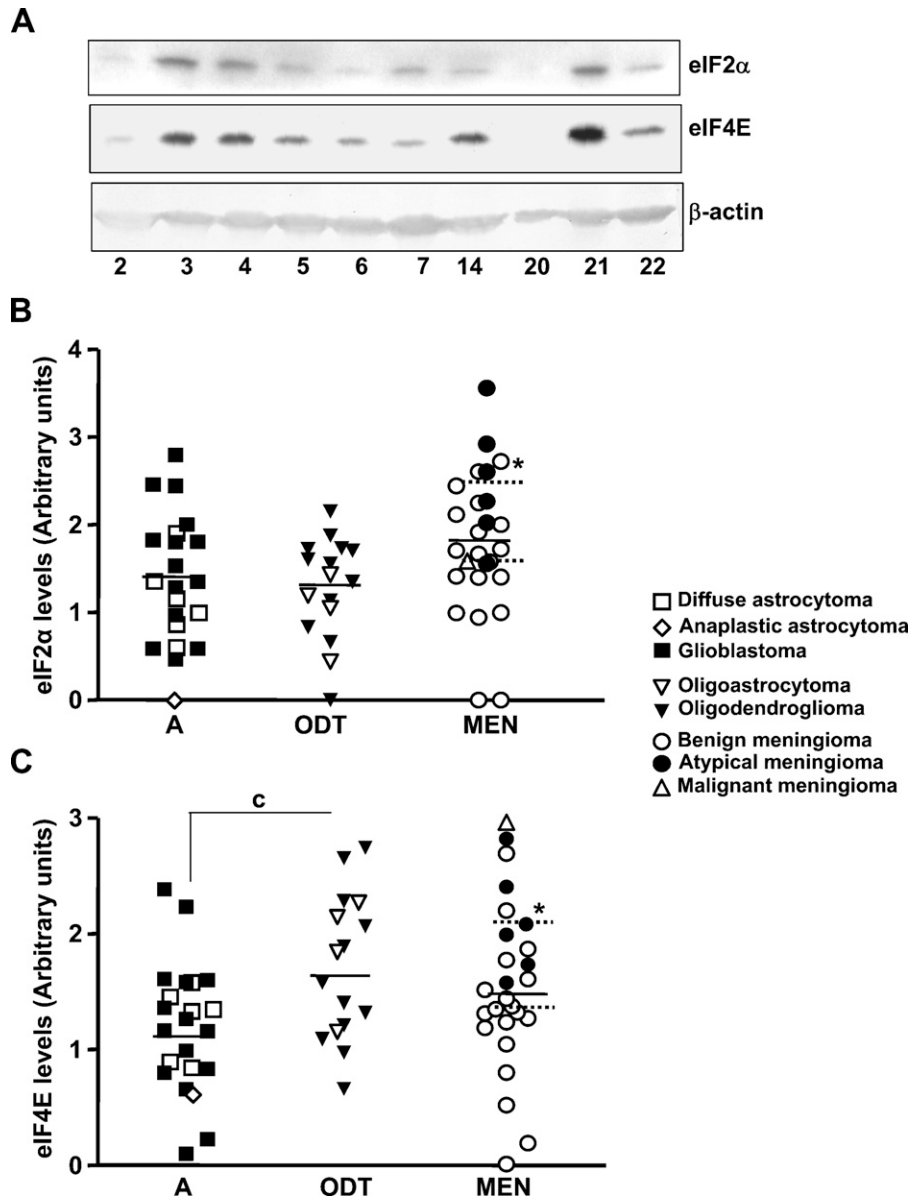 A
eIF2α
eIF4E
β-actin
2 3 4 5 6 7 14 20 21 22
B
eIF2α levels (Arbitrary units)
4
3
2
1
0
*
A ODT MEN
Diffuse astrocytoma
Anaplastic astrocytoma
Glioblastoma
Oligoastrocytoma
Oligodendroglioma
Benign meningioma
Atypical meningioma
Malignant meningioma
C
eIF4E levels (Arbitrary units)
3
2
1
0
c
*
A ODT MEN